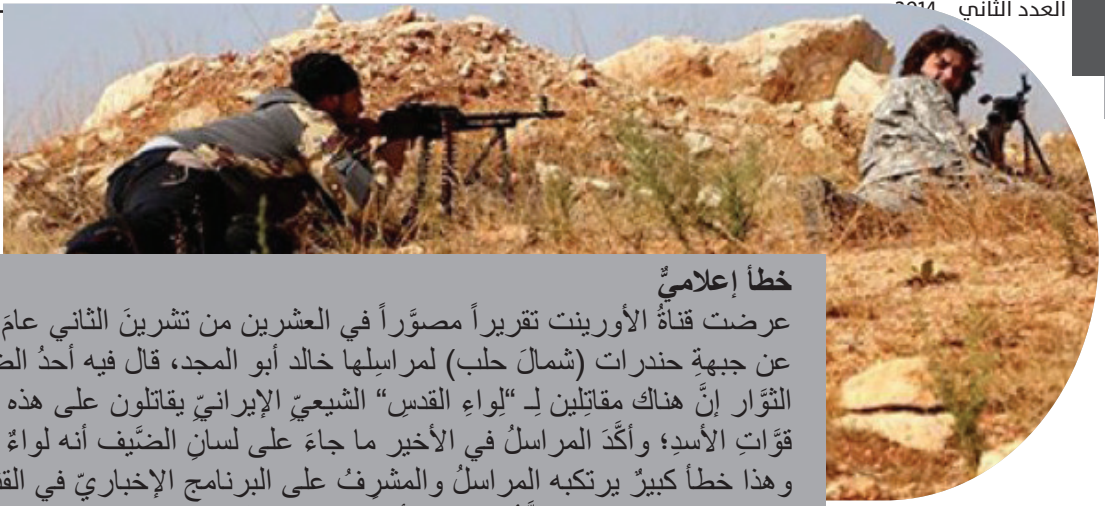 العدد الثاني 2014
خطأ إعلاميٌّ
عرضت قناةُ الأورينت تقريراً مصوَّراً في العشرين من تشرينَ الثاني عامَ
عن جبهةِ حندرات (شمالَ حلب) لمراسِلها خالد أبو المجد، قال فيه أحدُ
الثوَّار إنَّ هناك مقاتِلين لِـ “لِواءِ القدسِ“ الشيعيِّ الإيرانيِّ يقاتلون على هذه
قوَّاتِ الأسدِ؛ وأكَّدَ المراسلُ في الأخير ما جاءَ على لسانِ الضَّيف أنه لواءٌ
وهذا خطأ كبيرٌ يرتكبه المراسلُ والمشرِفُ على البرنامج الإخباريّ في